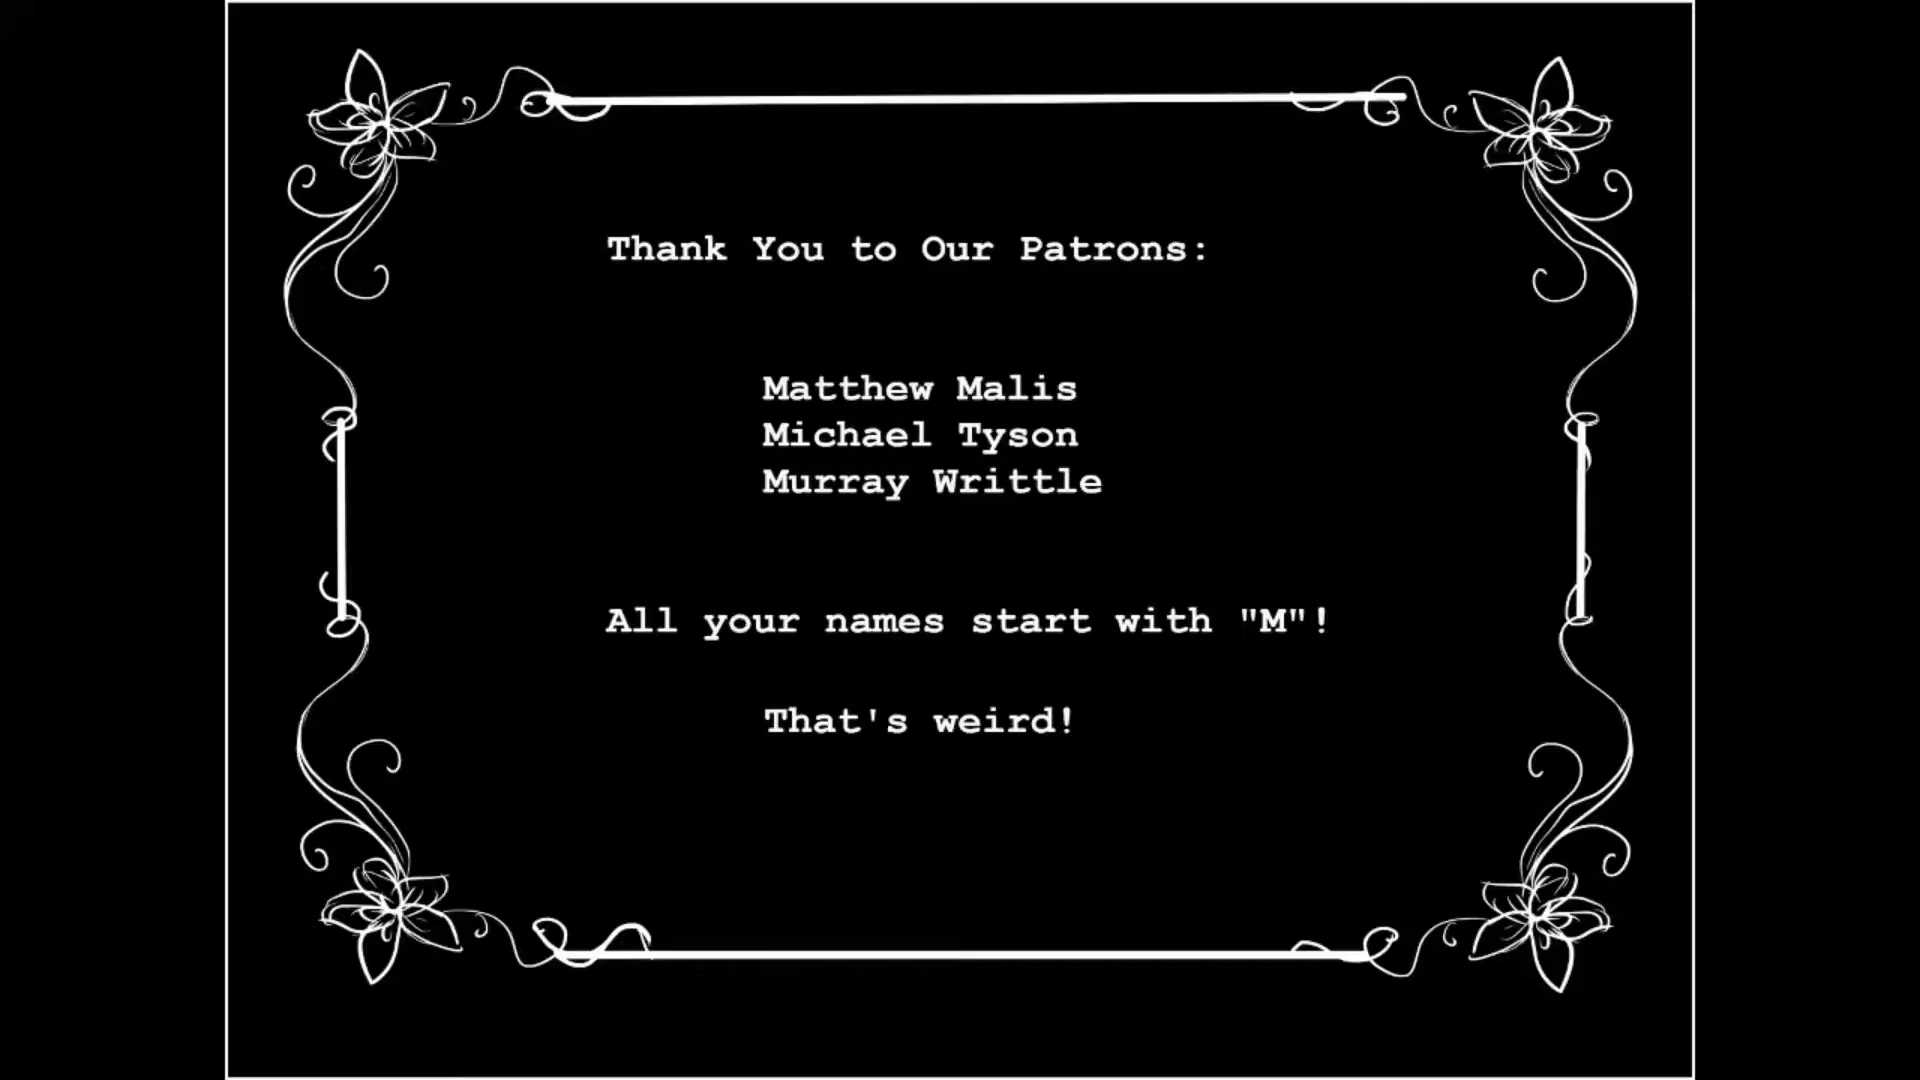 Thank You to Our Patrons:
Matthew Malis
Michael Tyson
Murray Writtle
All your names start with "M"!
That's weird!